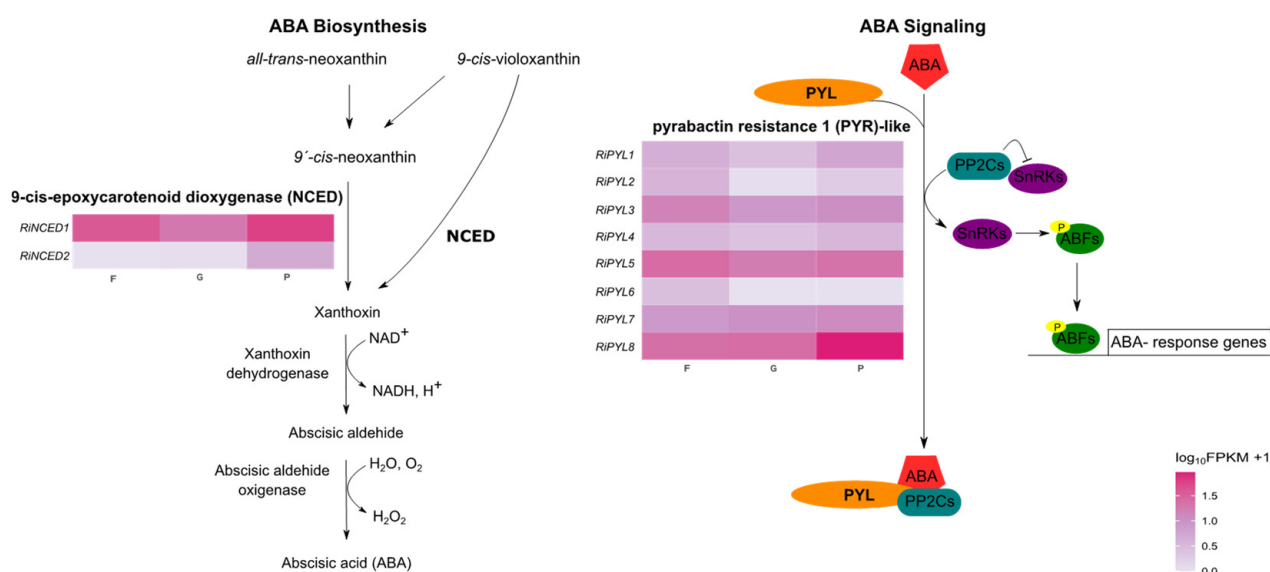 ABA Biosynthesis
all-trans-neoxanthin
9-cis-violoxanthin
9´-cis-neoxanthin
9-cis-epoxycarotenoid dioxygenase (NCED)
RiNCED1
RiNCED2
F G P
NCED
Xanthoxin
NAD+
Xanthoxin
dehydrogenase
NADH, H+
Abscisic aldehyde
H2O, O2
Abscisic aldehyde
oxigenase
H2O2
Abscisic acid (ABA)
ABA Signaling
ABA
PYL
pyrabactin resistance 1 (PYR)-like
RiPYL1
RiPYL2
RiPYL3
RiPYL4
RiPYL5
RiPYL6
RiPYL7
RiPYL8
F G P
PP2Cs
SnRKs
SnRKs
P
ABFs
P
ABFs
ABA- response genes
ABA
PYL
PP2Cs
log10FPKM +1
1.5
1.0
0.5
0.0